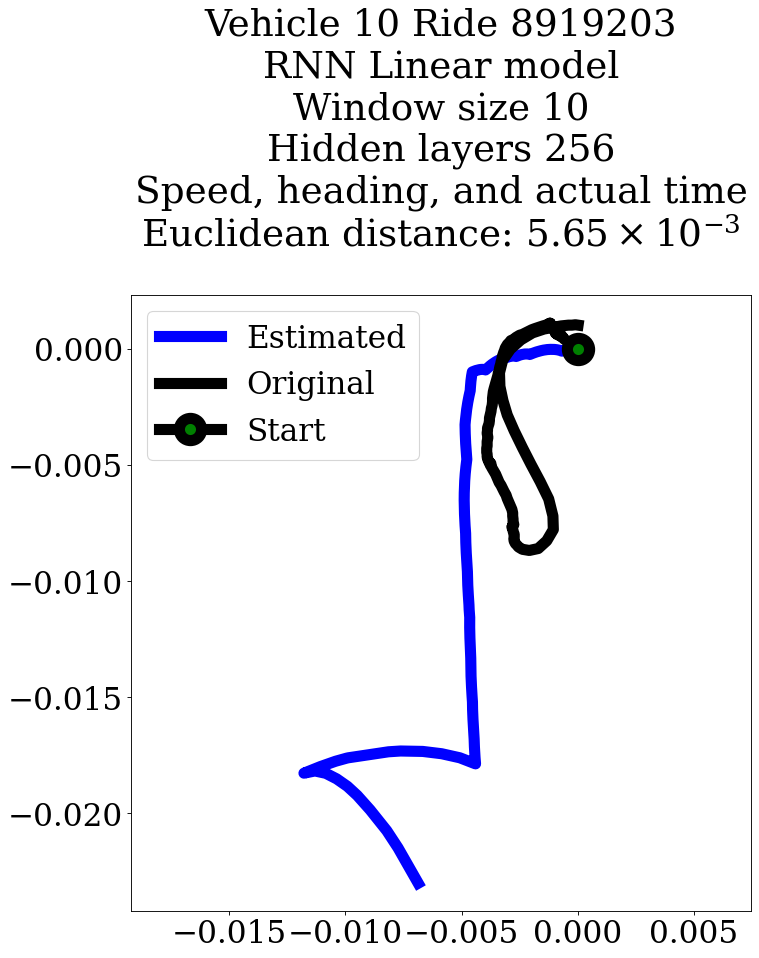 Vehicle 10 Ride 8919203
RNN Linear model
Window size 10
Hidden layers 256
Speed, heading, and actual time
Euclidean distance: 5.65 × 10⁻³
Estimated
Original
Start
0.000
−0.005
−0.010
−0.015
−0.020
−0.015 −0.010 −0.005 0.000 0.005